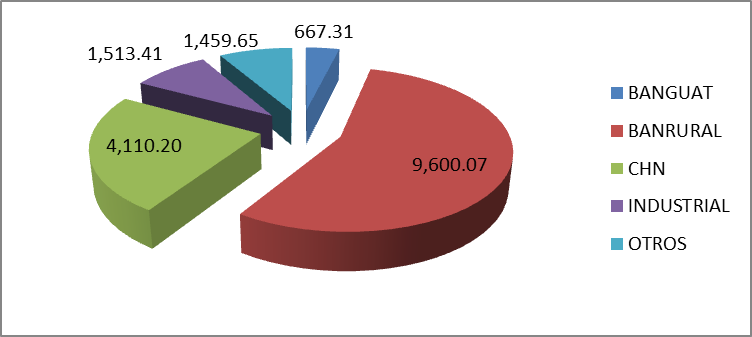 667.31
1,459.65
1,513.41
4,110.20
9,600.07
BANGUAT
BANRURAL
CHN
INDUSTRIAL
OTROS